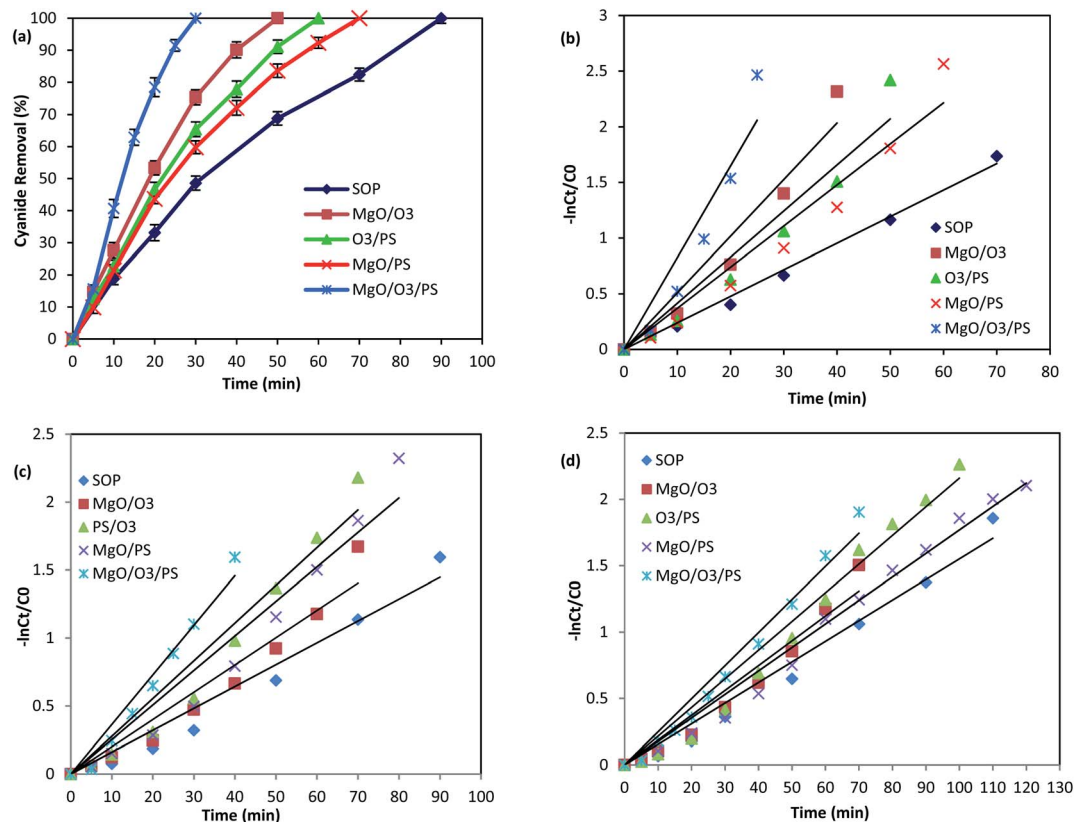 (a)
100
90
80
70
60
50
40
30
20
10
0
Cyanide Removal (%)
SOP
MgO/O3
O3/PS
MgO/PS
MgO/O3/PS
0 10 20 30 40 50 60 70 80 90 100
Time (min)
(b)
-3
2.5
2
1.5
1
0.5
0
-lnCt/C0
SOP
MgO/O3
O3/PS
MgO/PS
MgO/O3/PS
0 10 20 30 40 50 60 70 80
Time (min)
(c)
2.5
2
1.5
1
0.5
0
-lnCt/C0
SOP
MgO/O3
PS/O3
MgO/PS
MgO/O3/PS
0 10 20 30 40 50 60 70 80 90 100
Time (min)
(d)
2.5
2
1.5
1
0.5
0
-lnCt/C0
SOP
MgO/O3
O3/PS
MgO/PS
MgO/O3/PS
0 10 20 30 40 50 60 70 80 90 100 110 120 130
Time (min)